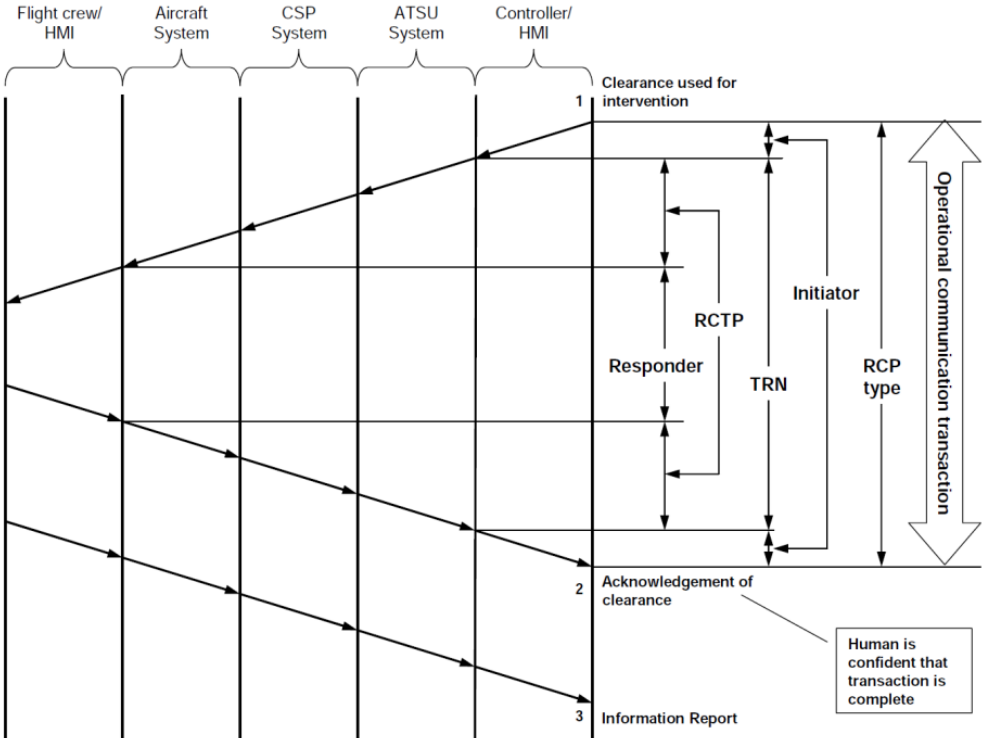 Flight crew/
HMI
Aircraft
System
CSP
System
ATSU
System
Controller/
HMI
1
Clearance used for
intervention
Operational communication transaction
Initiator
RCTP
Responder
TRN
RCP
type
2
Acknowledgement of
clearance
Human is
confident that
transaction is
complete
3
Information Report